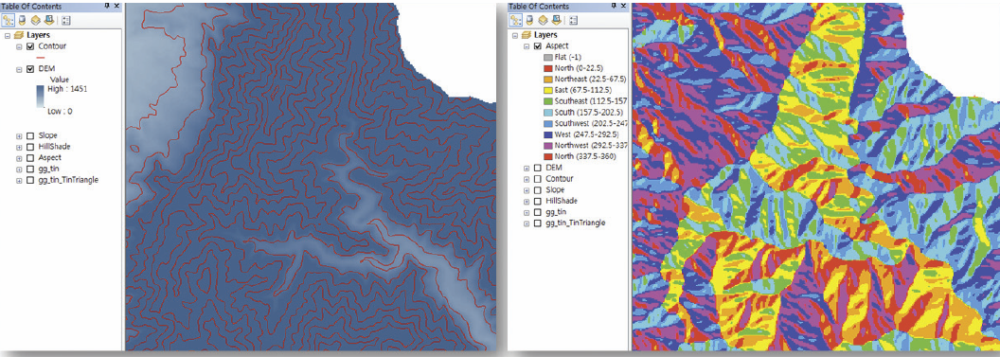 Table Of Contents
Layers
Contour
DEM
Value
High : 1451
Low : 0
Slope
HillShade
Aspect
gg_tin
gg_tin_TinTriangle
Table Of Contents
Layers
Aspect
Flat (-1)
North (0-22.5)
Northeast (22.5-67.5)
East (67.5-112.5)
Southeast (112.5-157
South (157.5-202.5)
Southwest (202.5-247
West (247.5-292.5)
Northwest (292.5-337
North (337.5-360)
DEM
Contour
Slope
HillShade
gg_tin
gg_tin_TinTriangle